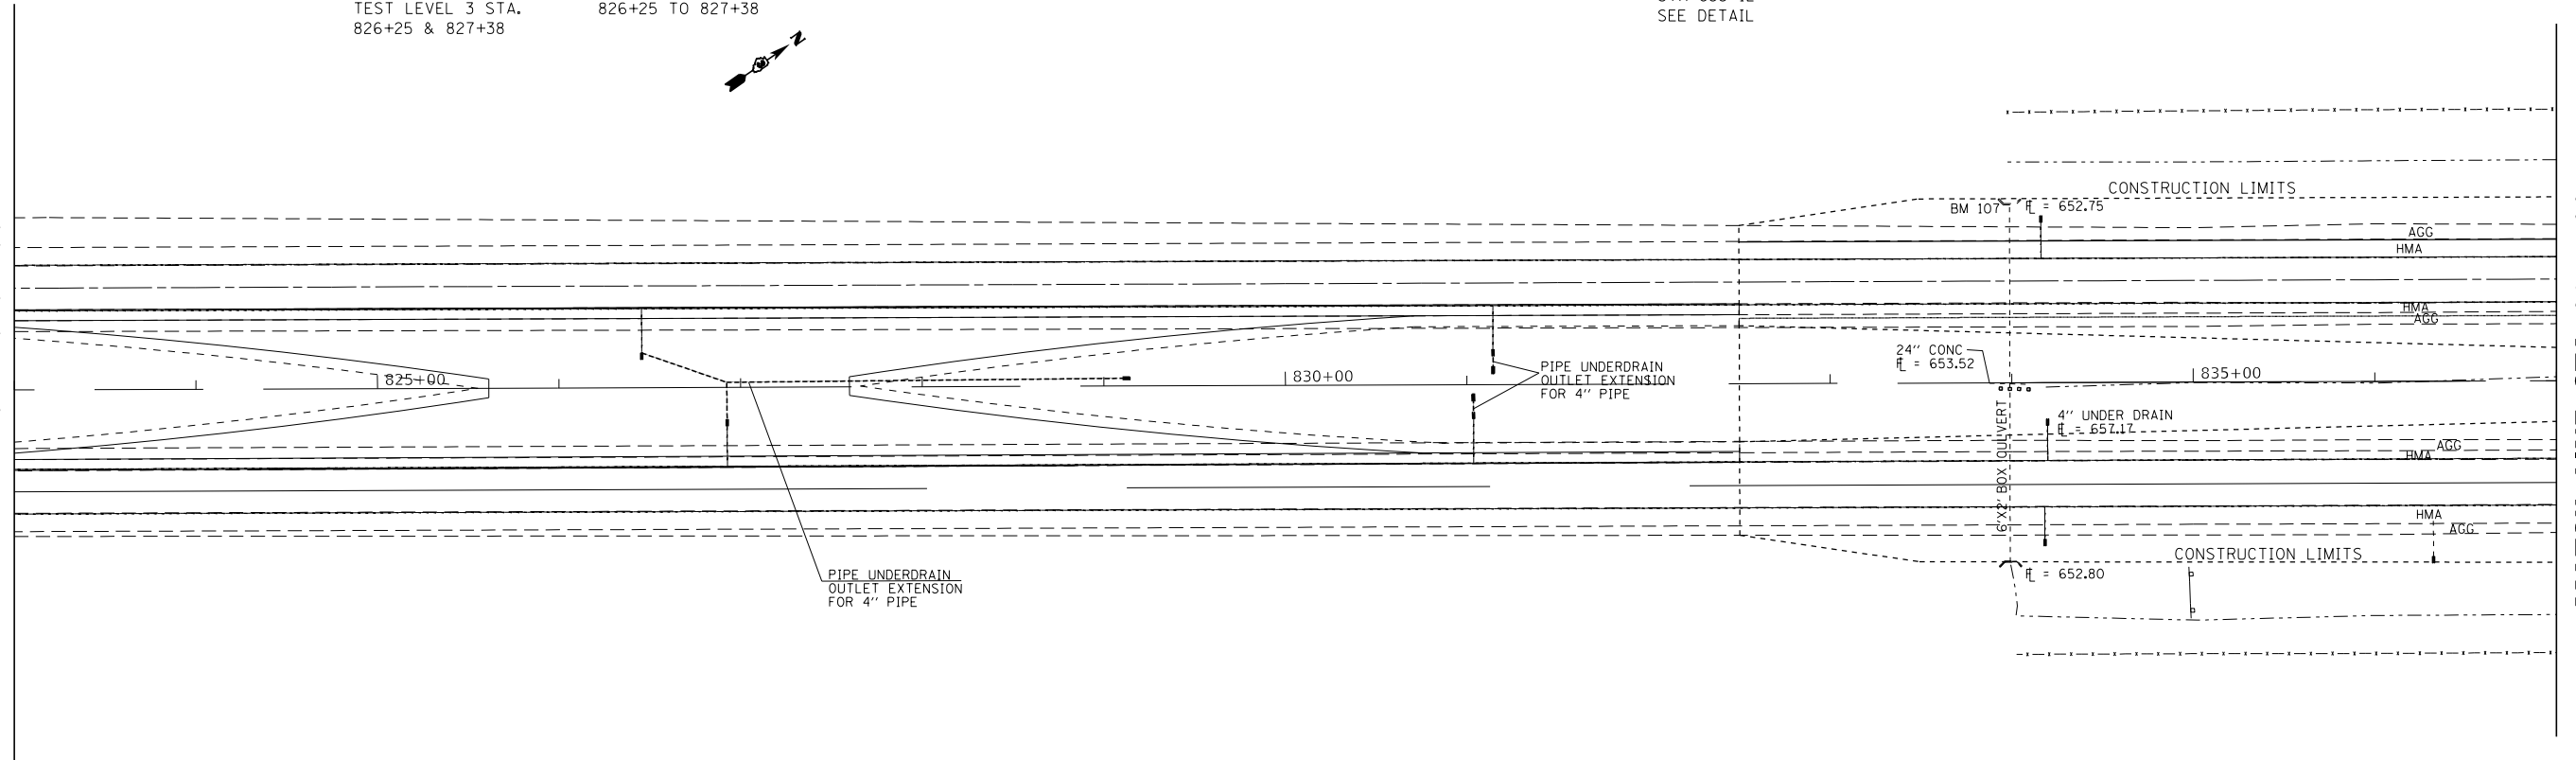 TEST LEVEL 3 STA.
826+25 & 827+38
826+25 TO 827+38
SEE DETAIL
N
CONSTRUCTION LIMITS
BM 107
℄ = 652.75
AGG
HMA
HMA
AGG
24'' CONC
℄ = 653.52
825+00
830+00
835+00
PIPE UNDERDRAIN
OUTLET EXTENSION
FOR 4'' PIPE
6'X2' BOX CULVERT
4'' UNDER DRAIN
℄ = 657.17
AGG
HMA
HMA
AGG
CONSTRUCTION LIMITS
℄ = 652.80
PIPE UNDERDRAIN
OUTLET EXTENSION
FOR 4'' PIPE